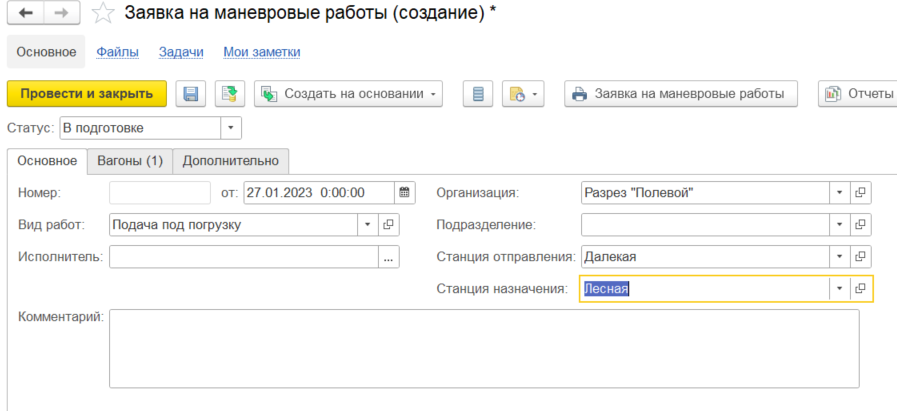 Заявка на маневровые работы (создание) *
Основное Файлы Задачи Мои заметки
Провести и закрыть Создать на основании Заявка на маневровые работы Отчеты
Статус: В подготовке
Основное Вагоны (1) Дополнительно
Номер: от: 27.01.2023 0:00:00 Организация: Разрез "Полевой"
Вид работ: Подача под погрузку Подразделение:
Исполнитель: ... Станция отправления: Далекая
Станция назначения: Лесная
Комментарий: